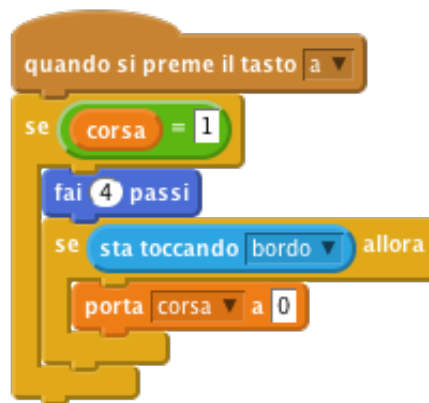 quando si preme il tasto a
se corsa = 1
fai 4 passi
se sta toccando bordo allora
porta corsa a 0